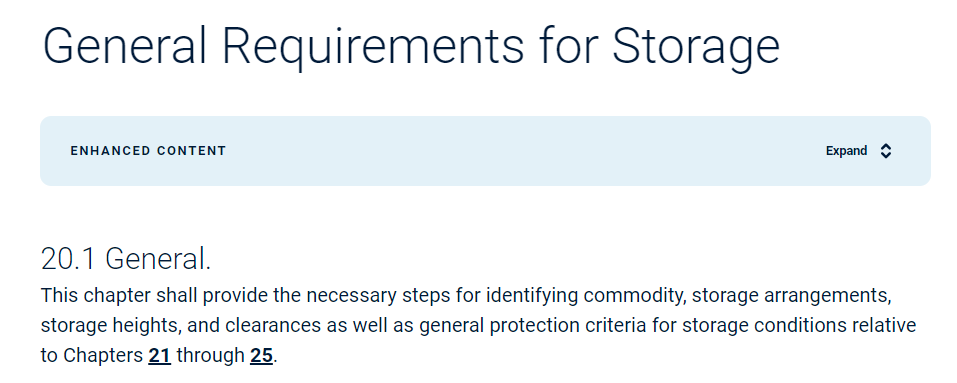 General Requirements for Storage
ENHANCED CONTENT
Expand
20.1 General.
This chapter shall provide the necessary steps for identifying commodity, storage arrangements,
storage heights, and clearances as well as general protection criteria for storage conditions relative
to Chapters 21 through 25.